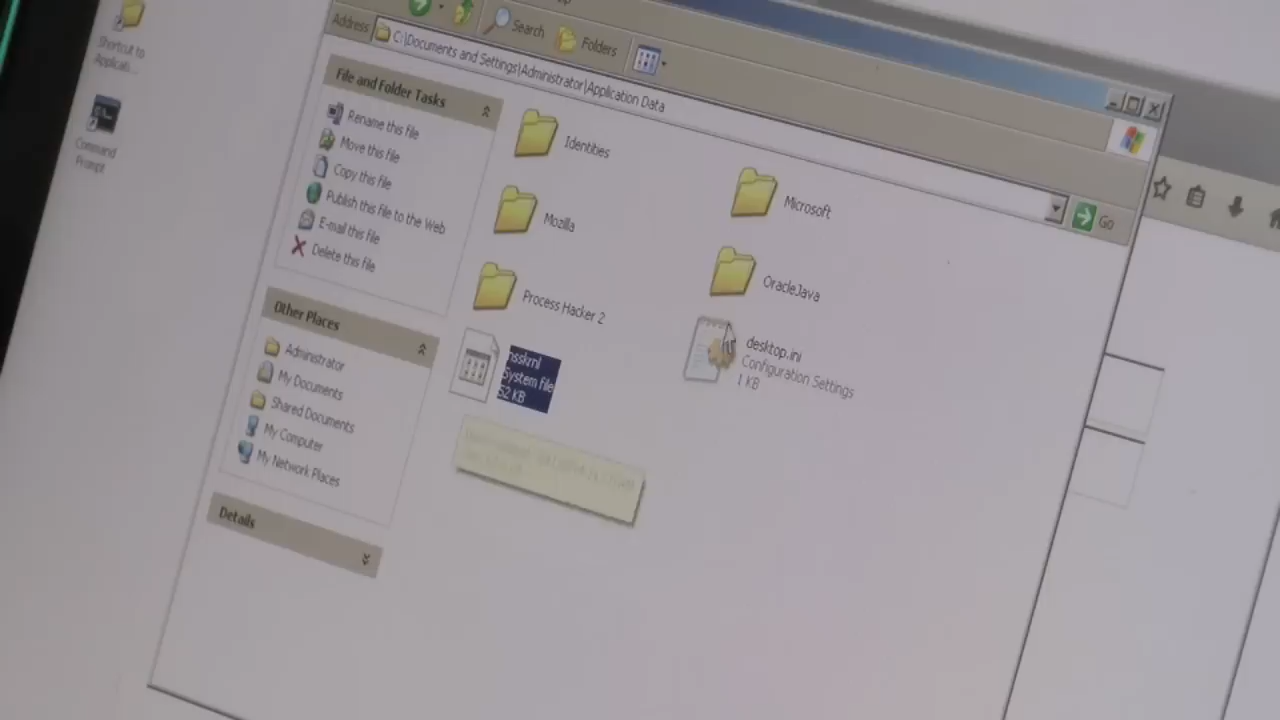 Shortcut to
Applicati...
Command
Prompt
Search
Folders
Address
C:\Documents and Settings\Administrator\Application Data
Go
File and Folder Tasks
Rename this file
Move this file
Copy this file
Publish this file to the Web
E-mail this file
Delete this file
Other Places
Administrator
My Documents
Shared Documents
My Computer
My Network Places
Details
Identities
Microsoft
Mozilla
OracleJava
Process Hacker 2
desktop.ini
Configuration Settings
1 KB
System file
52 KB